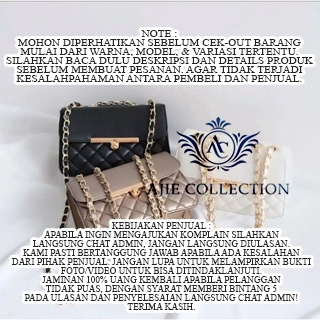 NOTE :
MOHON DIPERHATIKAN SEBELUM CEK-OUT BARANG
MULAI DARI WARNA, MODEL, & VARIASI TERTENTU.
SILAHKAN BACA DULU DESKRIPSI DAN DETAILS PRODUK
SEBELUM MEMBUAT PESANAN. AGAR TIDAK TERJADI
KESALAHPAHAMAN ANTARA PEMBELI DAN PENJUAL.
AC
AJIE COLLECTION
KEBIJAKAN PENJUAL :
APABILA INGIN MENGAJUKAN KOMPLAIN SILAHKAN
LANGSUNG CHAT ADMIN, JANGAN LANGSUNG DIULASAN.
KAMI PASTI BERTANGGUNG JAWAB APABILA ADA KESALAHAN
DARI PIHAK PENJUAL. JANGAN LUPA UNTUK MELAMPIRKAN BUKTI
FOTO/VIDEO UNTUK BISA DITINDAKLANJUTI.
JAMINAN 100% UANG KEMBALI APABILA PELANGGAN
TIDAK PUAS, DENGAN SYARAT MEMBERI BINTANG 5
PADA ULASAN DAN PENYELESAIAN LANGSUNG CHAT ADMIN!
TERIMA KASIH.